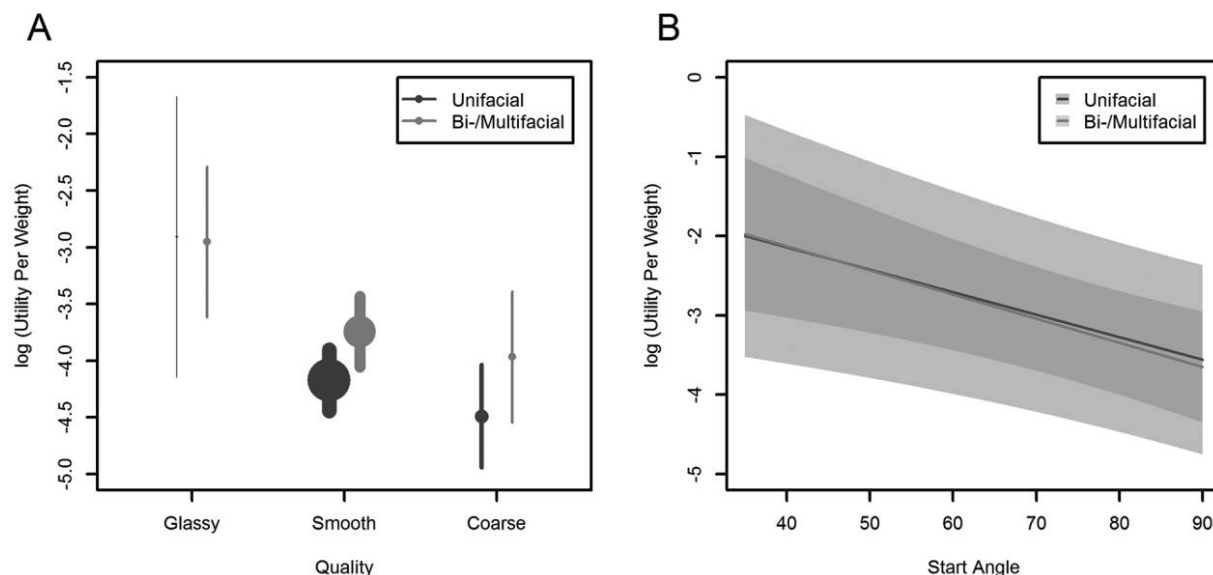 A
log (Utility Per Weight)
-1.5
-2.0
-2.5
-3.0
-3.5
-4.0
-4.5
-5.0
Unifacial
Bi-/Multifacial
Glassy Smooth Coarse
Quality
B
log (Utility Per Weight)
0
-1
-2
-3
-4
-5
Unifacial
Bi-/Multifacial
40 50 60 70 80 90
Start Angle